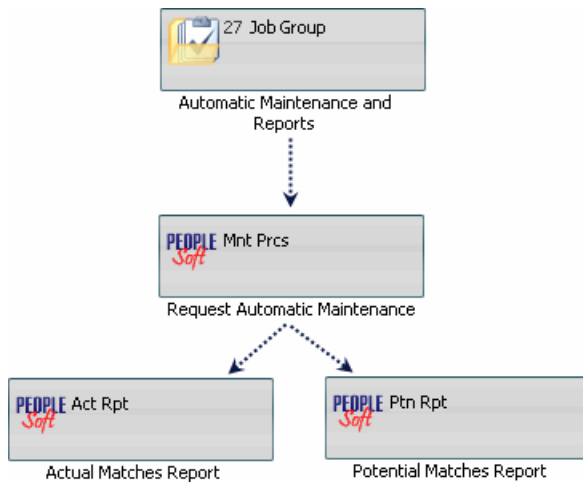 27 Job Group
Automatic Maintenance and
Reports
PEOPLE
Soft
Mnt Prcs
Request Automatic Maintenance
PEOPLE
Soft
Act Rpt
Actual Matches Report
PEOPLE
Soft
Ptn Rpt
Potential Matches Report